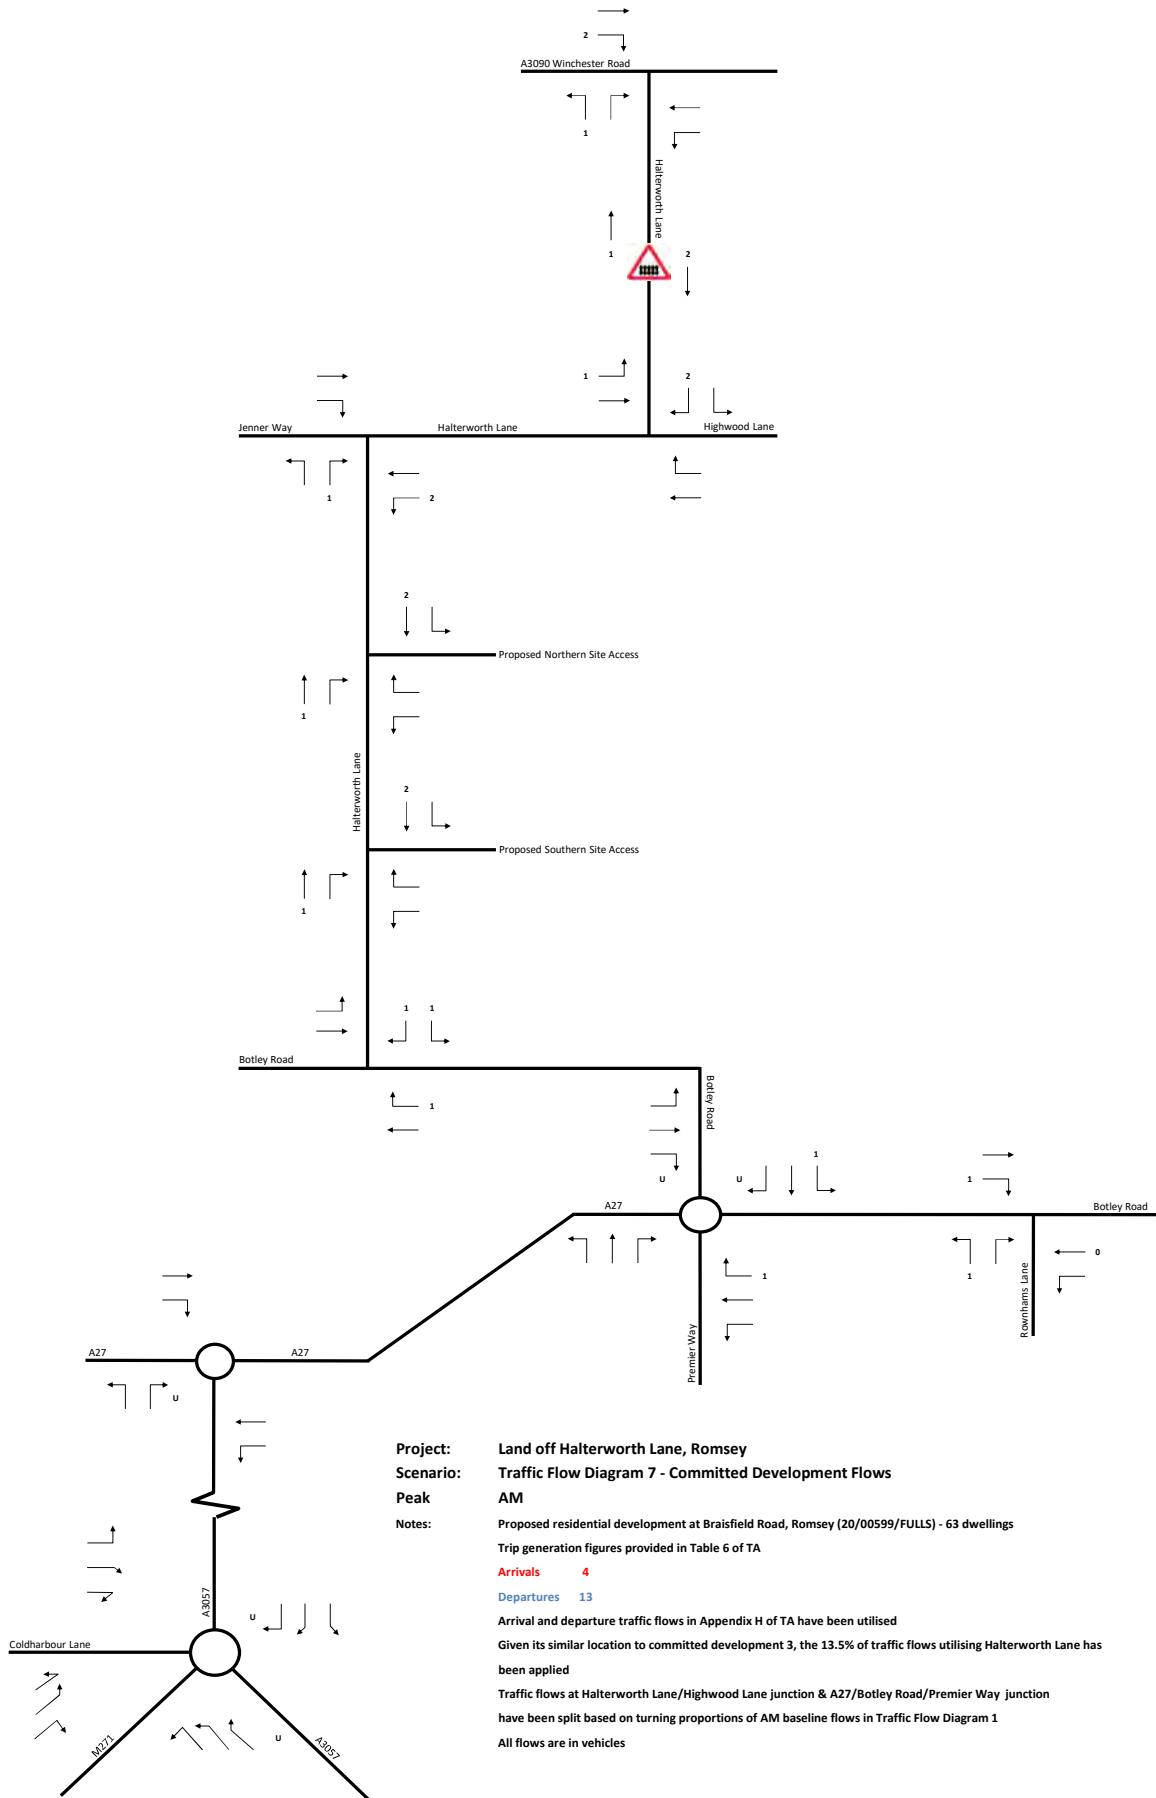 2
A3090 Winchester Road
1
Halterworth Lane
1
2
1
2
Jenner Way
Halterworth Lane
Highwood Lane
1
2
2
Proposed Northern Site Access
1
Halterworth Lane
2
Proposed Southern Site Access
1
1 1
Botley Road
Botley Road
1
1
1
U
U
A27
Botley Road
1
1
0
Rownhams Lane
Premier Way
A27
A27
U
Project: Land off Halterworth Lane, Romsey
Scenario: Traffic Flow Diagram 7 - Committed Development Flows
Peak AM
Notes: Proposed residential development at Braisfield Road, Romsey (20/00599/FULLS) - 63 dwellings
Trip generation figures provided in Table 6 of TA
Arrivals 4
Departures 13
Arrival and departure traffic flows in Appendix H of TA have been utilised
Given its similar location to committed development 3, the 13.5% of traffic flows utilising Halterworth Lane has
been applied
Traffic flows at Halterworth Lane/Highwood Lane junction & A27/Botley Road/Premier Way junction
have been split based on turning proportions of AM baseline flows in Traffic Flow Diagram 1
All flows are in vehicles
A3057
U
Coldharbour Lane
M271
U
A3057